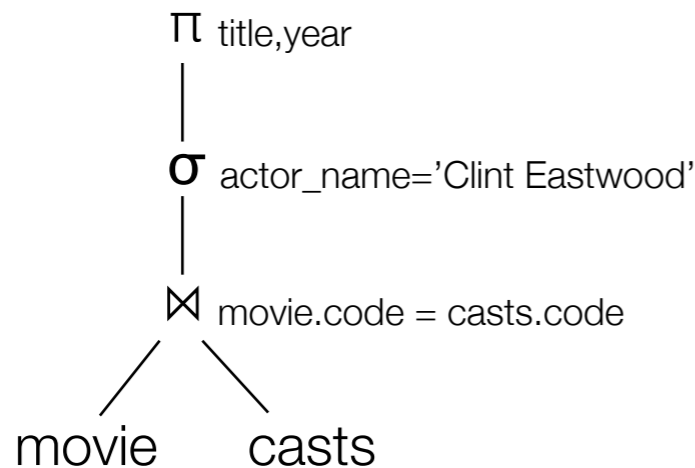 π title,year
σ actor_name=’Clint Eastwood’
⋈ movie.code = casts.code
movie casts